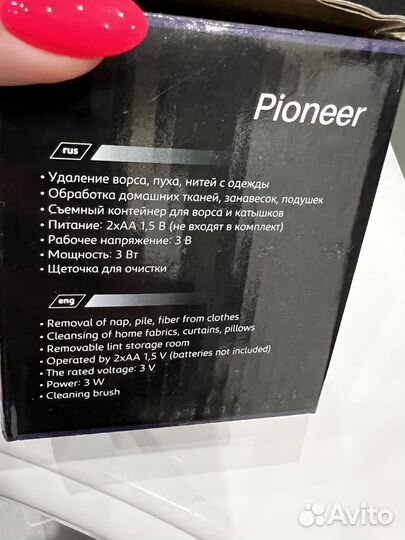 Pioneer
rus
• Удаление ворса, пуха, нитей с одежды
• Обработка домашних тканей, занавесок, подушек
• Съемный контейнер для ворса и катышков
• Питание: 2xAA 1,5 В (не входят в комплект)
• Рабочее напряжение: 3 В
• Мощность: 3 Вт
• Щеточка для очистки
eng
• Removal of nap, pile, fiber from clothes
• Cleansing of home fabrics, curtains, pillows
• Removable lint storage room
• Operated by 2xAA 1,5 V (batteries not included)
• The rated voltage: 3 V
• Power: 3 W
• Cleaning brush
Avito